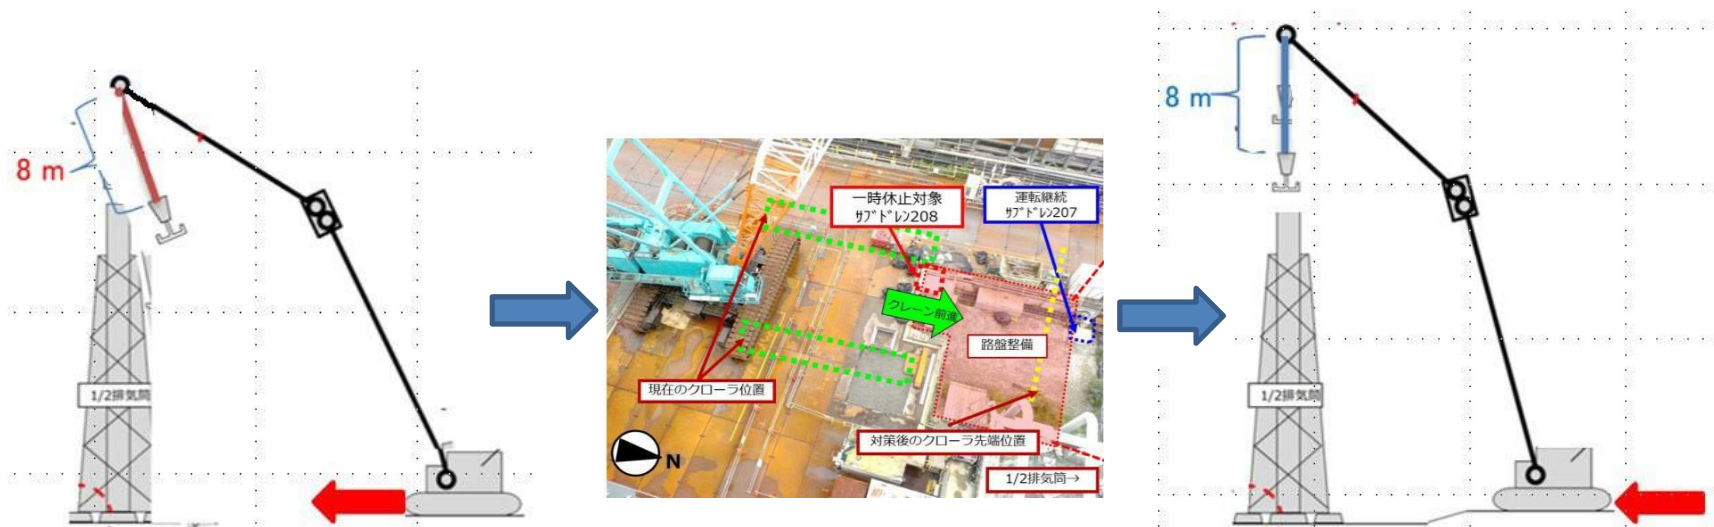 8 m
1/2排気筒
一時休止対象
ｻﾌﾞﾄﾞﾚﾝ208
運転継続
ｻﾌﾞﾄﾞﾚﾝ207
クレーン前進
路盤整備
現在のクローラ位置
対策後のクローラ先端位置
N
1/2排気筒→
8 m
1/2排気筒